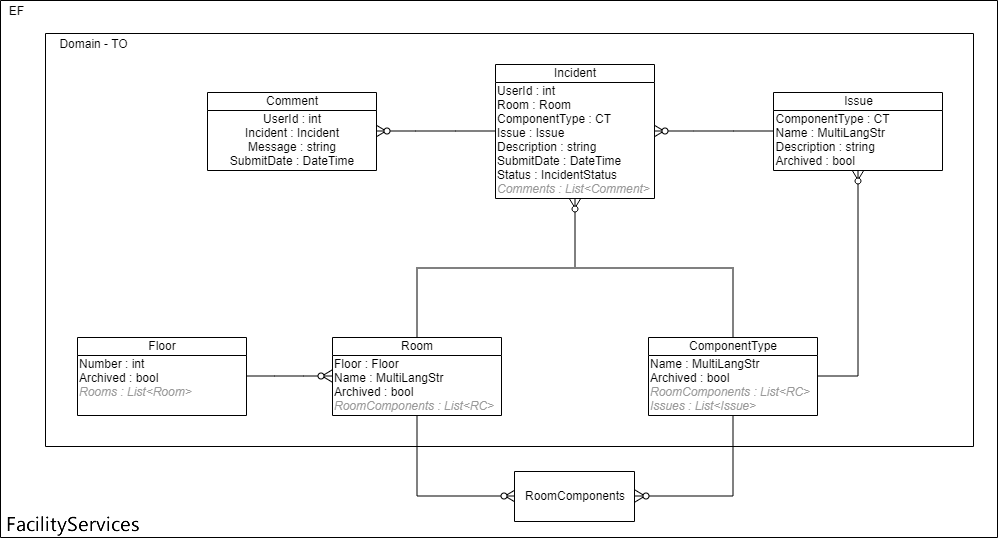 EF
Domain - TO
Comment
UserId : int
Incident : Incident
Message : string
SubmitDate : DateTime
Incident
UserId : int
Room : Room
ComponentType : CT
Issue : Issue
Description : string
SubmitDate : DateTime
Status : IncidentStatus
Comments : List<Comment>
Issue
ComponentType : CT
Name : MultiLangStr
Description : string
Archived : bool
Floor
Number : int
Archived : bool
Rooms : List<Room>
Room
Floor : Floor
Name : MultiLangStr
Archived : bool
RoomComponents : List<RC>
ComponentType
Name : MultiLangStr
Archived : bool
RoomComponents : List<RC>
Issues : List<Issue>
RoomComponents
FacilityServices